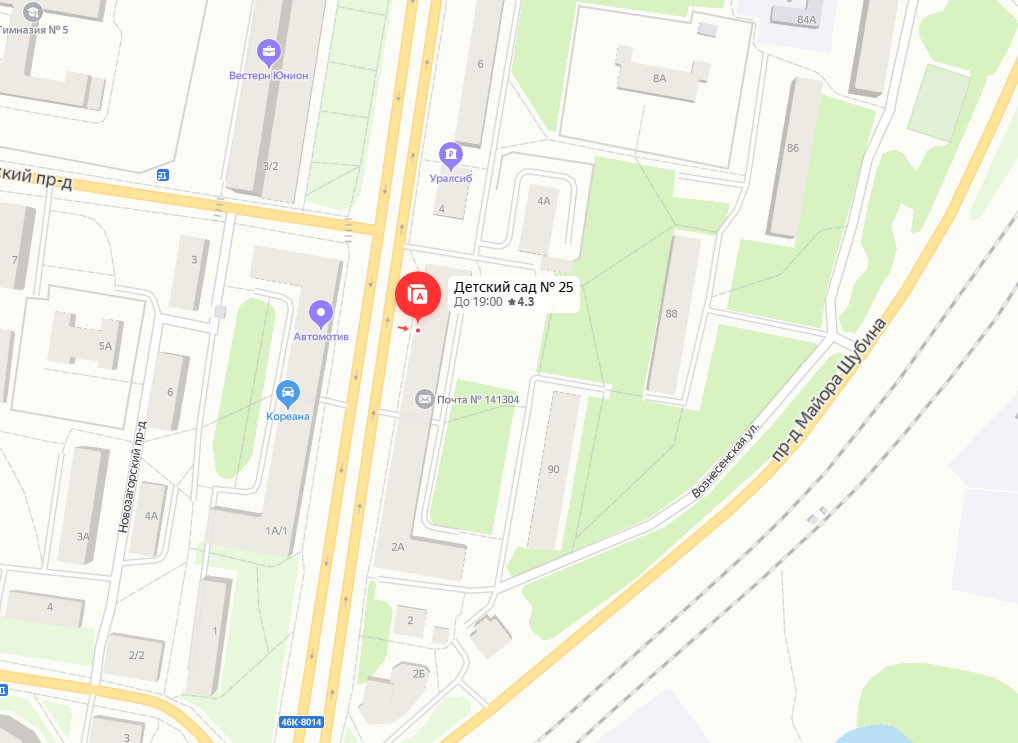 Гимназия № 5
84А
6
8А
Вестерн Юнион
86
3/2
Уралсиб
ский пр-д
4А
4
7
3
Детский сад № 25
До 19:00 ★4.3
88
Автомотив
5А
6
Почта № 141304
Кореана
пр-д Майора Шубина
Вознесенская ул.
90
Новозагорский пр-д
4А
1А/1
3А
2А
4
2
1
2/2
2Б
46К-8014
3